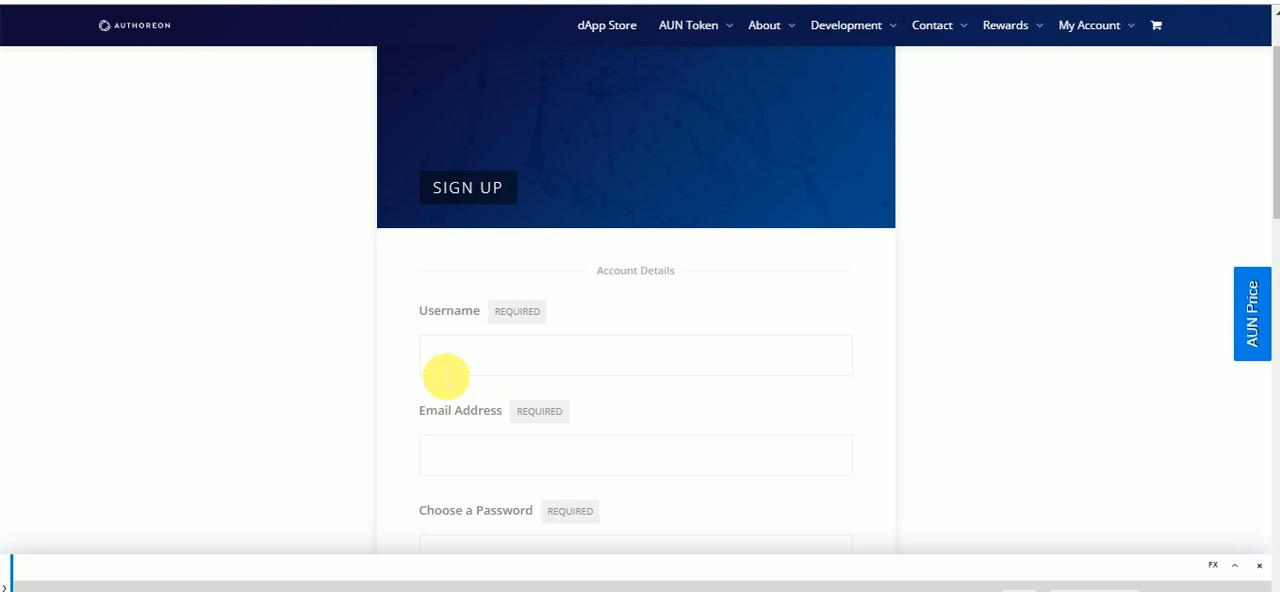 AUTHOREON
dApp Store AUN Token About Development Contact Rewards My Account
SIGN UP
Account Details
Username REQUIRED
AUN Price
Email Address REQUIRED
Choose a Password REQUIRED
FX